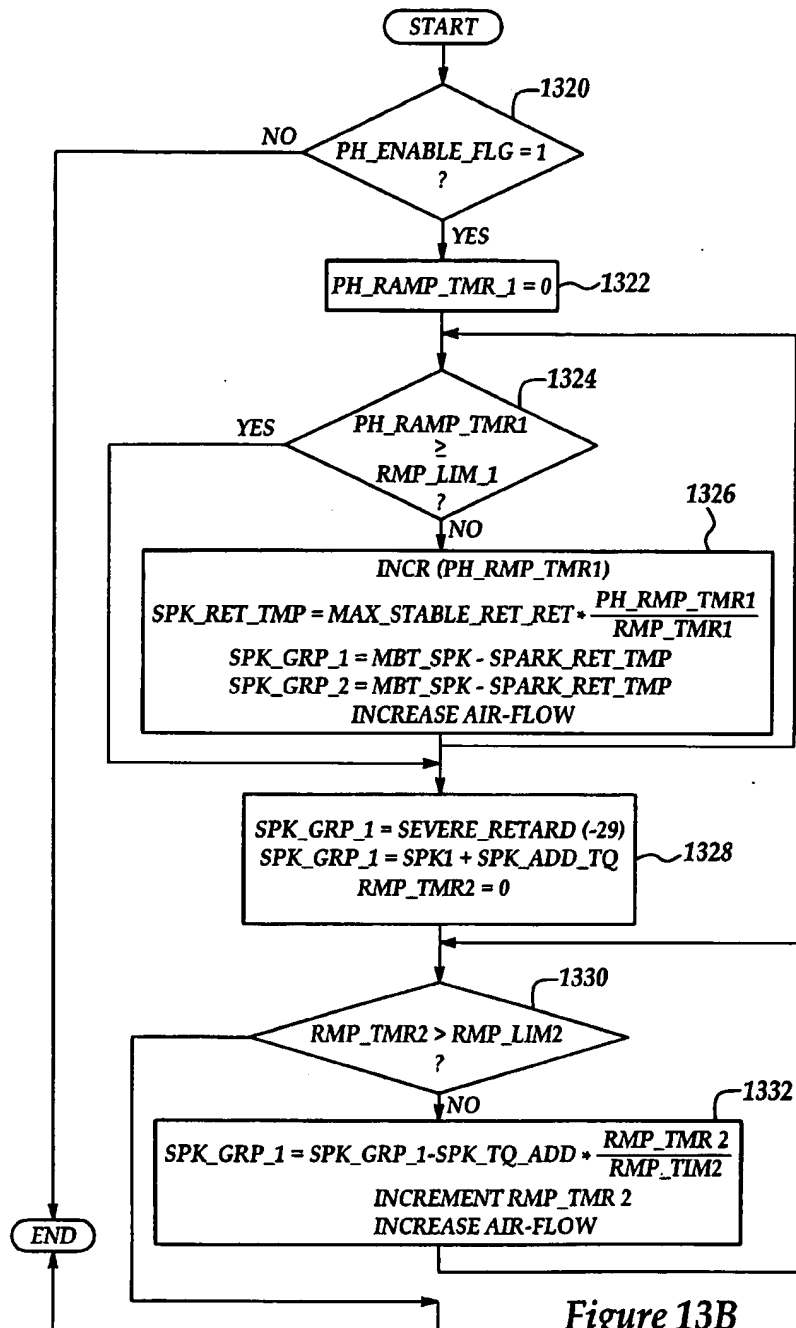 START
1320
NO
PH_ENABLE_FLG = 1
?
YES
PH_RAMP_TMR_1 = 0
1322
1324
YES
PH_RAMP_TMR1
≥
RMP_LIM_1
?
NO
1326
INCR (PH_RMP_TMR1)
SPK_RET_TMP = MAX_STABLE_RET_RET * PH_RMP_TMR1
RMP_TMR1
SPK_GRP_1 = MBT_SPK - SPARK_RET_TMP
SPK_GRP_2 = MBT_SPK - SPARK_RET_TMP
INCREASE AIR-FLOW
SPK_GRP_1 = SEVERE_RETARD (-29)
SPK_GRP_1 = SPK1 + SPK_ADD_TQ
RMP_TMR2 = 0
1328
1330
RMP_TMR2 > RMP_LIM2
?
NO
1332
SPK_GRP_1 = SPK_GRP_1-SPK_TQ_ADD * RMP_TMR 2
RMP_TIM2
INCREMENT RMP_TMR 2
INCREASE AIR-FLOW
END
Figure 13B